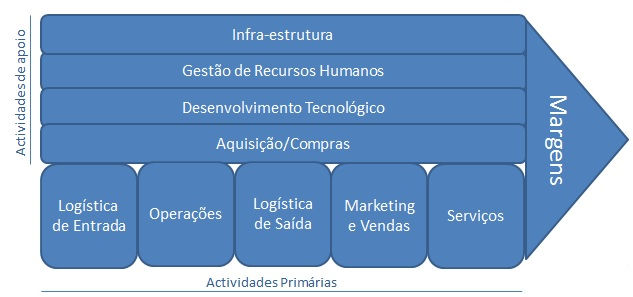 Actividades de apoio
Infra-estrutura
Gestão de Recursos Humanos
Desenvolvimento Tecnológico
Aquisição/Compras
Logística
de Entrada
Operações
Logística
de Saída
Marketing
e Vendas
Serviços
Margens
Actividades Primárias